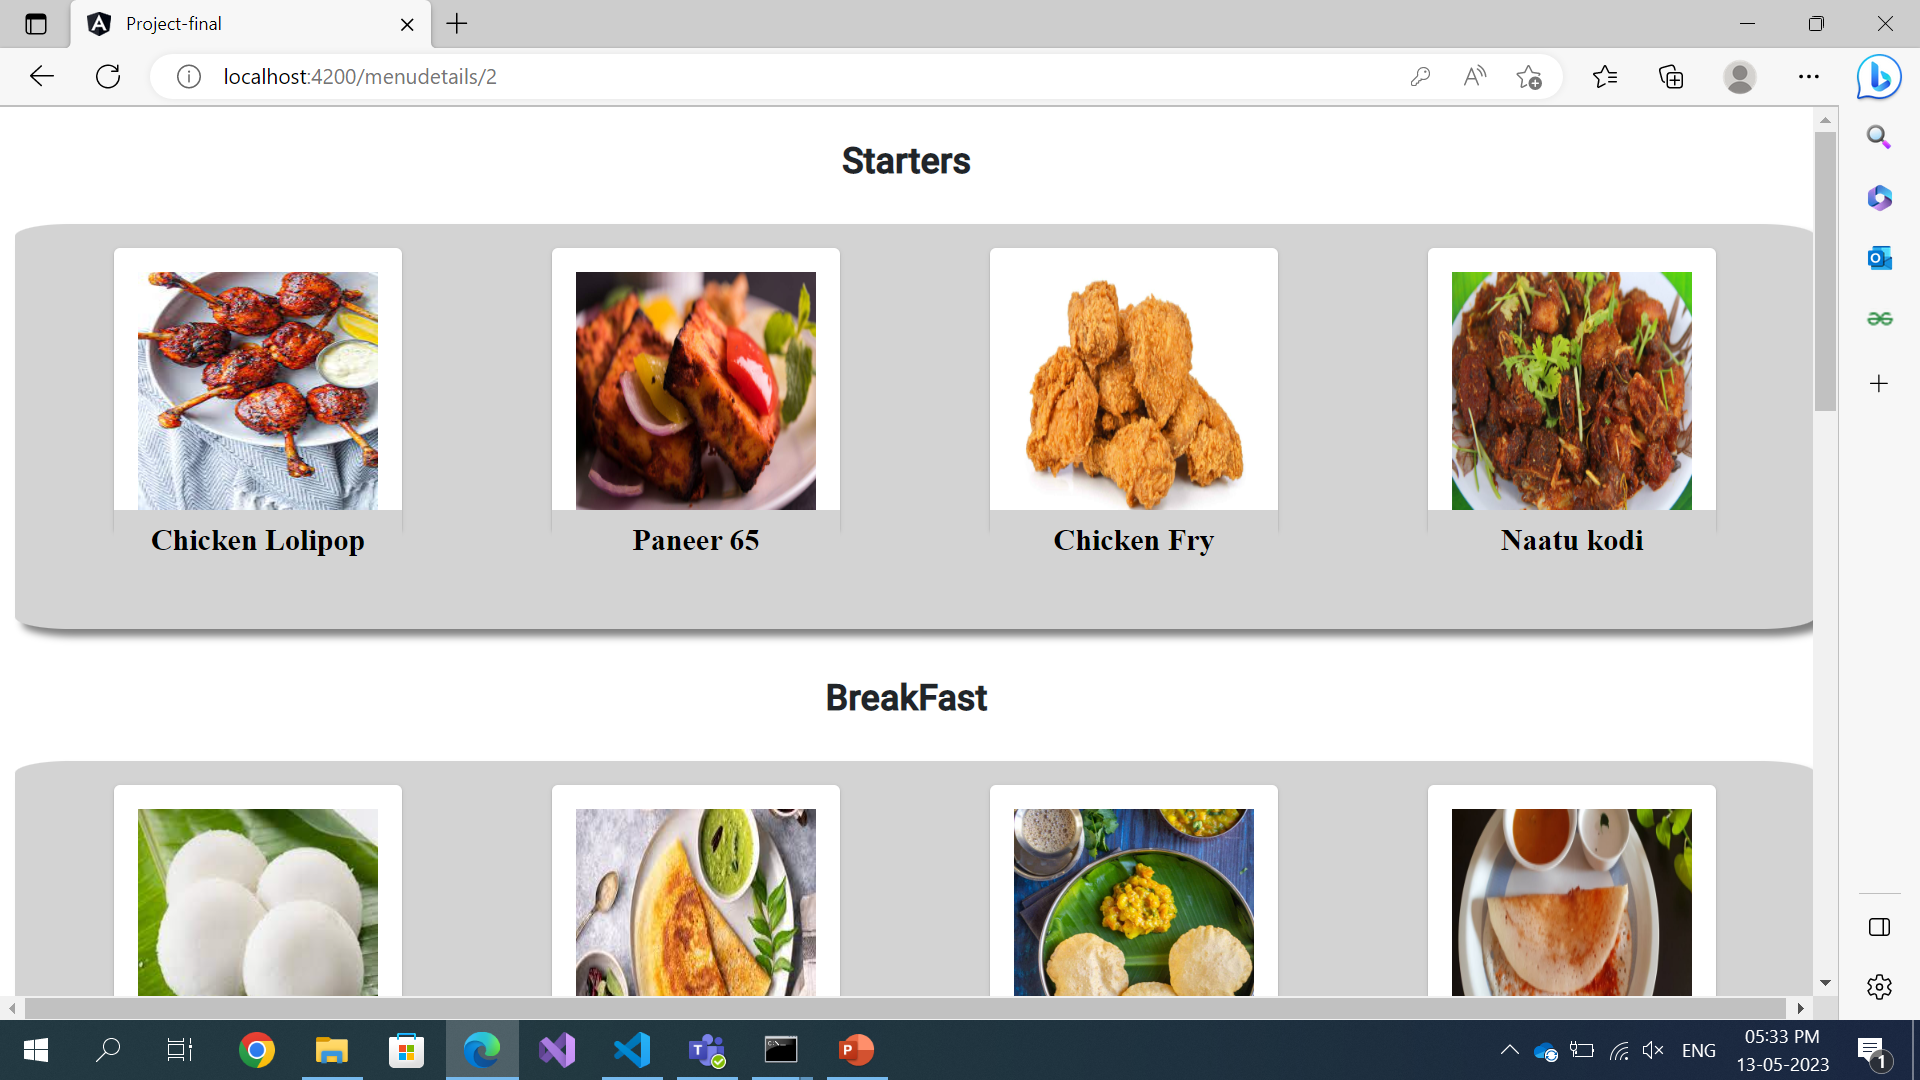 Project-final
localhost:4200/menudetails/2
Starters
Chicken Lolipop
Paneer 65
Chicken Fry
Naatu kodi
BreakFast
ENG
05:33 PM
13-05-2023
1